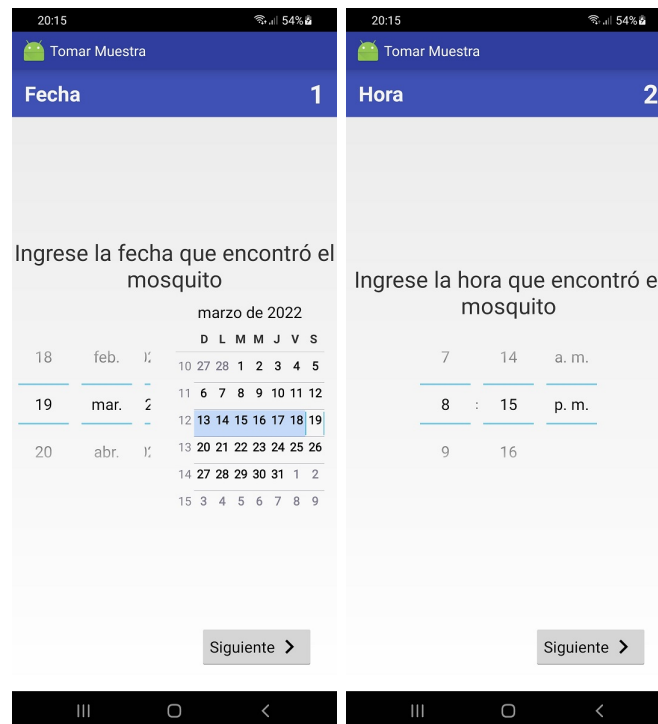 20:15
54%
Tomar Muestra
Fecha 1
Ingrese la fecha que encontró el
mosquito
marzo de 2022
D L M M J V S
18 feb.
10 27 28 1 2 3 4 5
11 6 7 8 9 10 11 12
19 mar.
12 13 14 15 16 17 18 19
13 20 21 22 23 24 25 26
20 abr.
14 27 28 29 30 31 1 2
15 3 4 5 6 7 8 9
Siguiente
20:15
54%
Tomar Muestra
Hora 2
Ingrese la hora que encontró e
mosquito
7 14 a. m.
8 : 15 p. m.
9 16
Siguiente